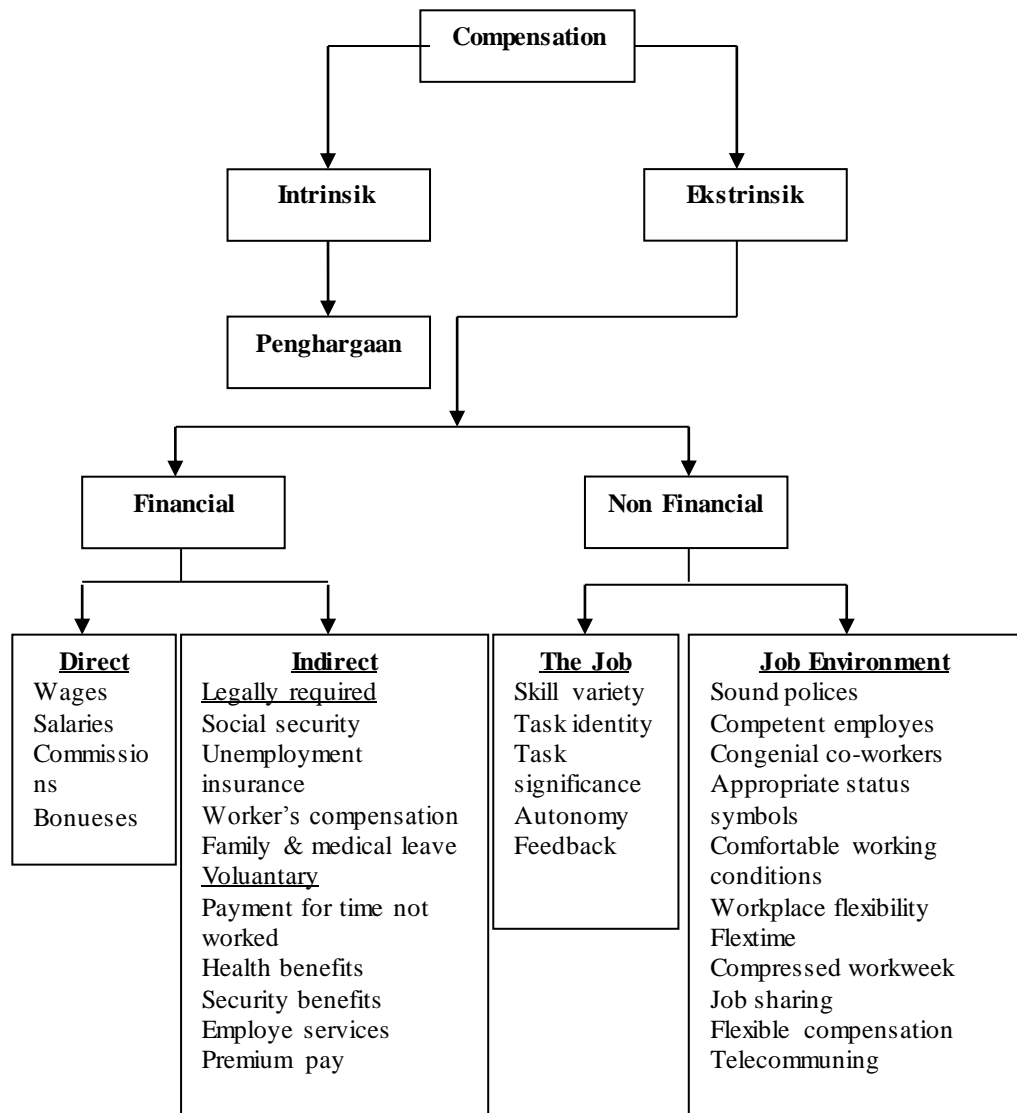 Compensation
Intrinsik
Ekstrinsik
Penghargaan
Financial
Non Financial
Direct
Wages
Salaries
Commissio
ns
Bonueses
Indirect
Legally required
Social security
Unemployment
insurance
Worker's compensation
Family & medical leave
Voluantary
Payment for time not
worked
Health benefits
Security benefits
Employe services
Premium pay
The Job
Skill variety
Task identity
Task
significance
Autonomy
Feedback
Job Environment
Sound polices
Competent employes
Congenial co-workers
Appropriate status
symbols
Comfortable working
conditions
Workplace flexibility
Flextime
Compressed workweek
Job sharing
Flexible compensation
Telecommuning